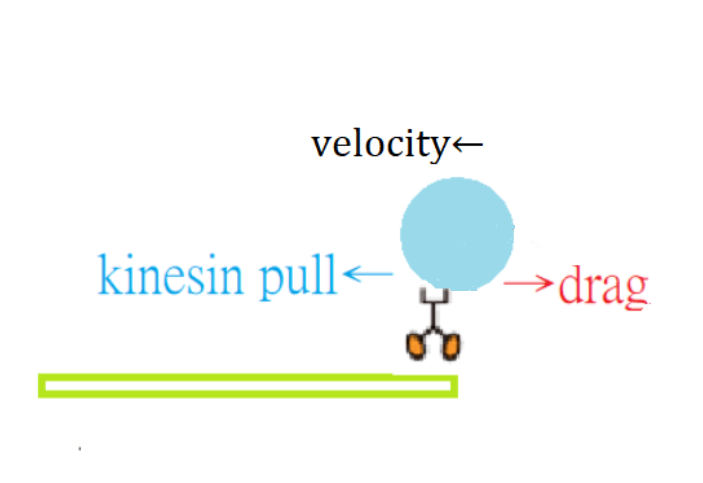 velocity←
kinesin pull←
→drag